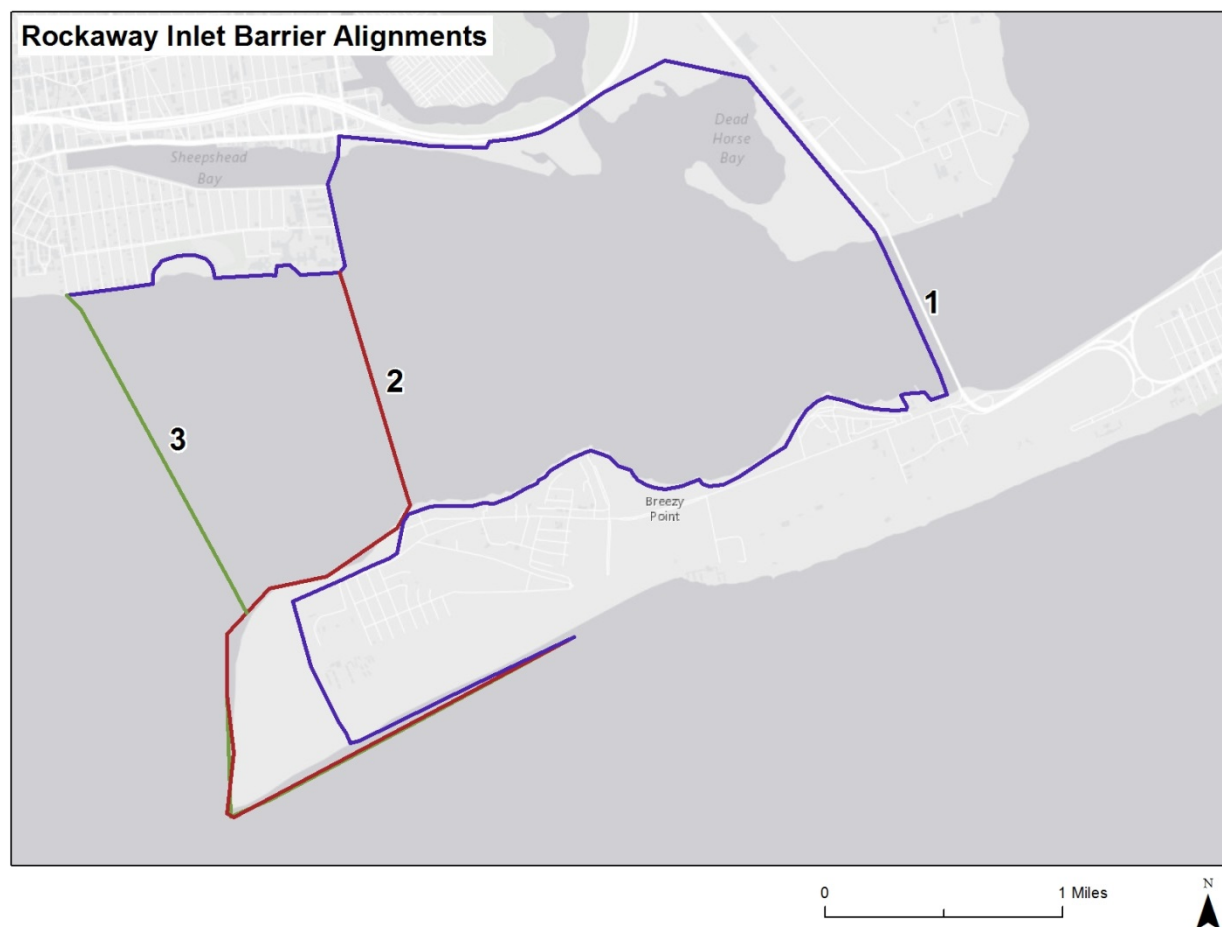 Rockaway Inlet Barrier Alignments
Sheepshead
Bay
Dead
Horse
Bay
1
2
3
Breezy
Point
0
1 Miles
N